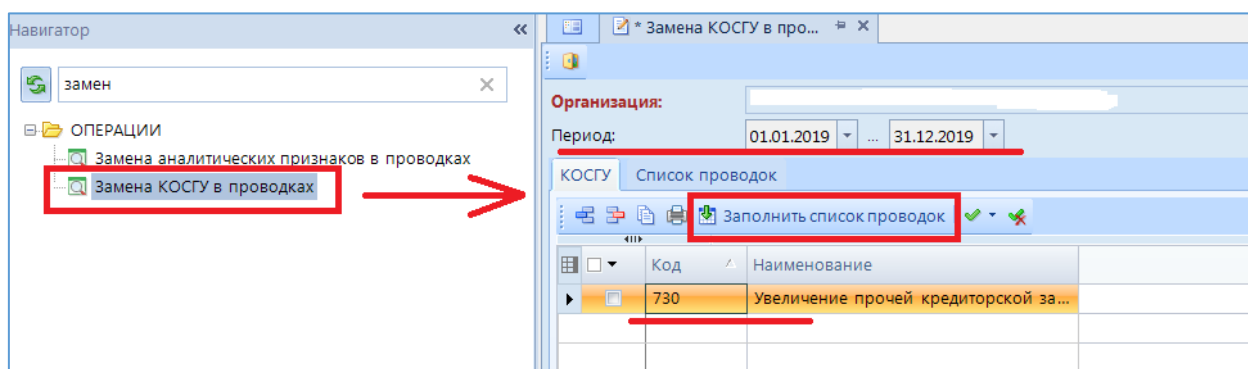 Навигатор
замен
ОПЕРАЦИИ
Замена аналитических признаков в проводках
Замена КОСГУ в проводках
* Замена КОСГУ в про...
Организация:
Период: 01.01.2019 ... 31.12.2019
КОСГУ Список проводок
Заполнить список проводок
Код Наименование
730 Увеличение прочей кредиторской за...